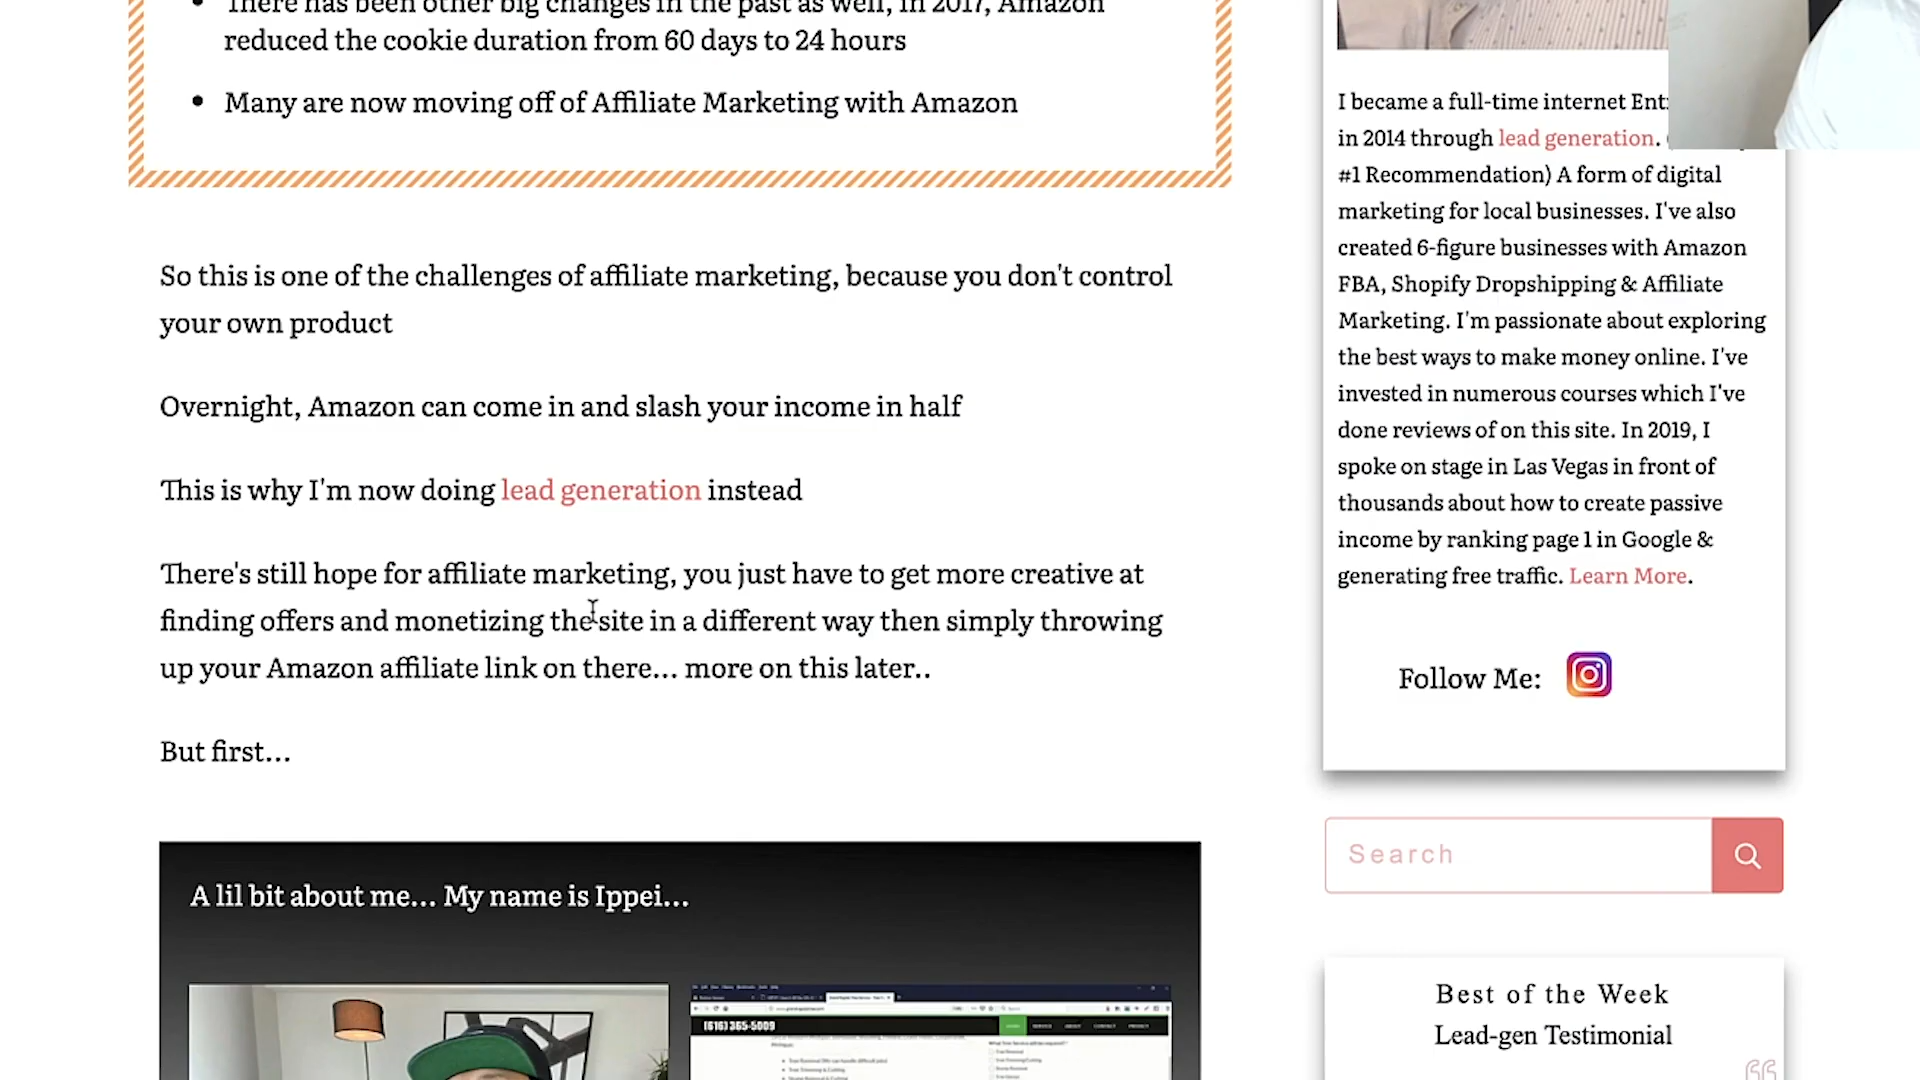 There has been other big changes in the past as well, in 2017, Amazon
reduced the cookie duration from 60 days to 24 hours
Many are now moving off of Affiliate Marketing with Amazon
So this is one of the challenges of affiliate marketing, because you don't control
your own product
Overnight, Amazon can come in and slash your income in half
This is why I'm now doing lead generation instead
There's still hope for affiliate marketing, you just have to get more creative at
finding offers and monetizing the site in a different way then simply throwing
up your Amazon affiliate link on there... more on this later..
But first...
A lil bit about me... My name is Ippei...
(616) 365-5009
I became a full-time internet
in 2014 through lead generation.
#1 Recommendation) A form of digital
marketing for local businesses. I've also
created 6-figure businesses with Amazon
FBA, Shopify Dropshipping & Affiliate
Marketing. I'm passionate about exploring
the best ways to make money online. I've
invested in numerous courses which I've
done reviews of on this site. In 2019, I
spoke on stage in Las Vegas in front of
thousands about how to create passive
income by ranking page 1 in Google &
generating free traffic. Learn More.
Follow Me:
Search
Best of the Week
Lead-gen Testimonial